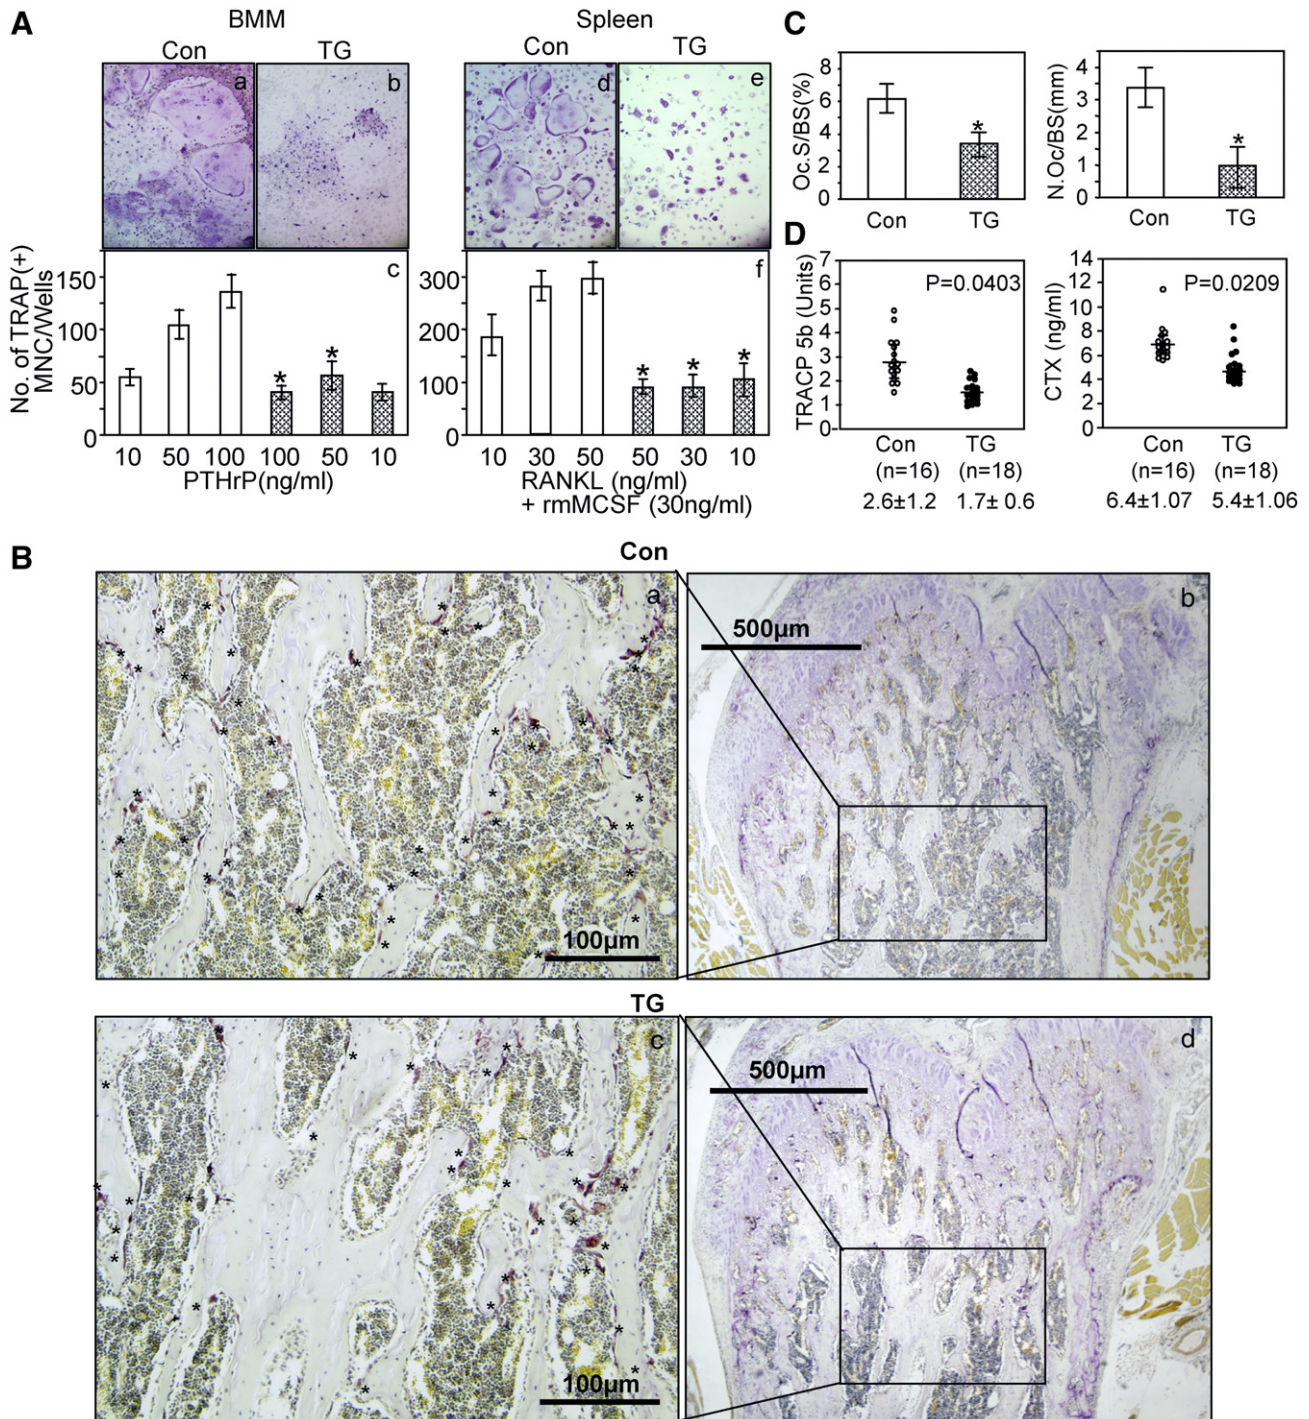 A
BMM
Spleen
Con
TG
Con
TG
a
b
d
e
No. of TRAP(+)
MNC/Wells
c
150
100
50
0
10 50 100 100 50 10
PTHrP(ng/ml)
f
300
200
100
0
10 30 50 50 30 10
RANKL (ng/ml)
+ rmMCSF (30ng/ml)
* *
* * *
C
Oc.S/BS(%)
8
6
4
2
0
*
Con TG
N.Oc/BS(mm)
4
3
2
1
0
*
Con TG
D
TRACP 5b (Units)
7
6
5
4
3
2
1
0
P=0.0403
Con TG
(n=16) (n=18)
2.6±1.2 1.7± 0.6
CTX (ng/ml)
14
12
10
8
6
4
2
0
P=0.0209
Con TG
(n=16) (n=18)
6.4±1.07 5.4±1.06
B
Con
a
100µm
b
500µm
TG
c
100µm
d
500µm